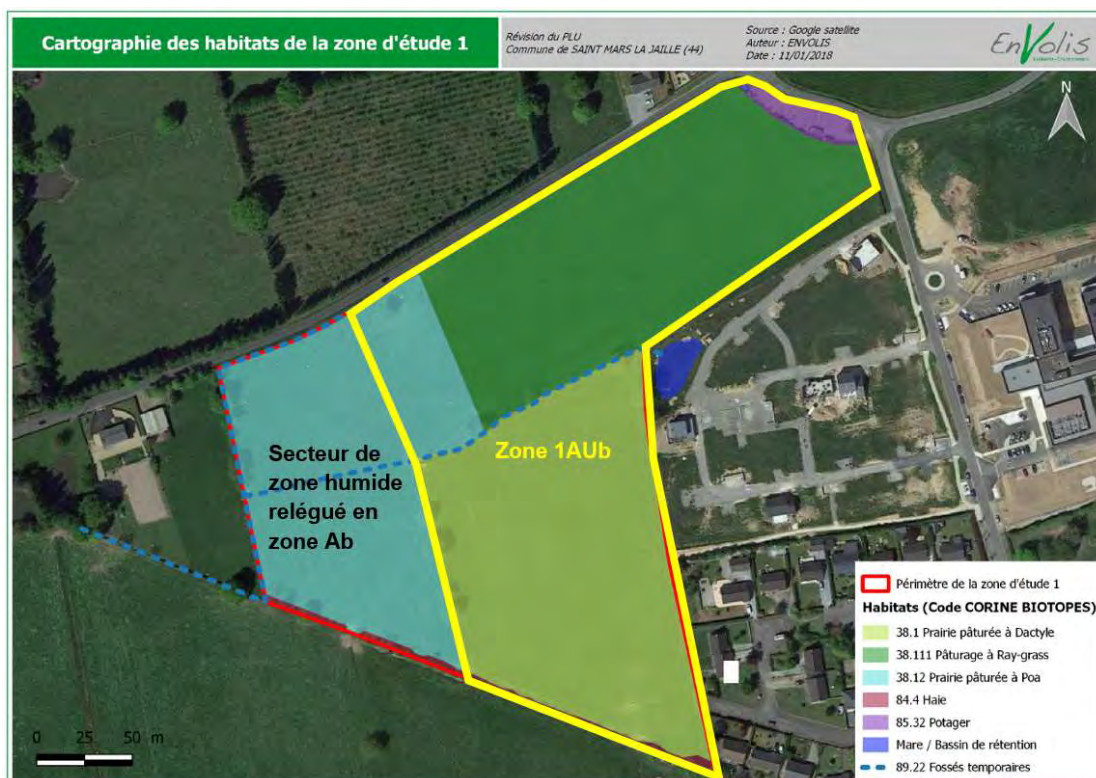 Cartographie des habitats de la zone d'étude 1
Révision du PLU
Commune de SAINT MARS LA JAILLE (44)
Source : Google satellite
Auteur : ENVOLIS
Date : 11/01/2018
EnVolis
N
Zone 1AUb
Secteur de
zone humide
relégué en
zone Ab
Périmètre de la zone d'étude 1
Habitats (Code CORINE BIOTOPES)
38.1 Prairie pâturée à Dactyle
38.111 Pâturage à Ray-grass
38.12 Prairie pâturée à Poa
84.4 Haie
85.32 Potager
Mare / Bassin de rétention
89.22 Fossés temporaires
0 25 50 m